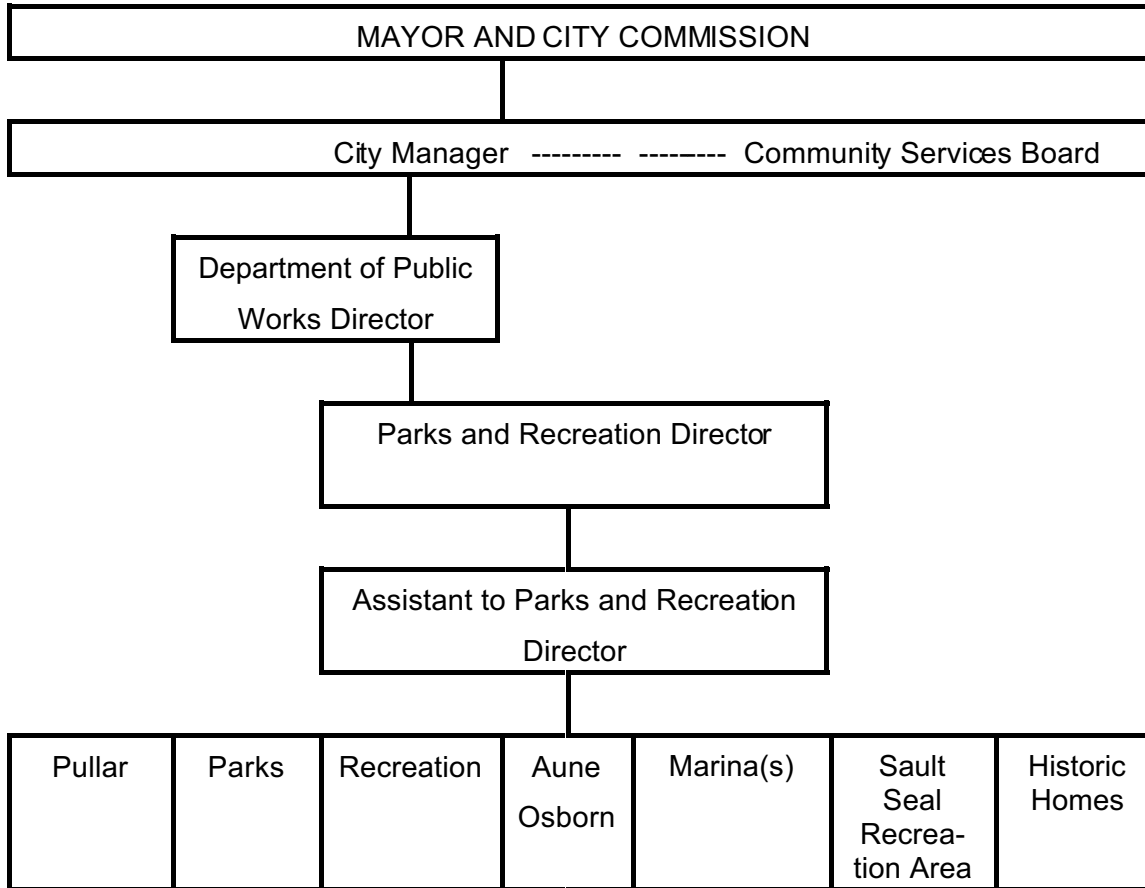 MAYOR AND CITY COMMISSION
City Manager --------- -------- Community Services Board
Department of Public
Works Director
Parks and Recreation Director
Assistant to Parks and Recreation
Director
Pullar
Parks
Recreation
Aune
Osborn
Marina(s)
Sault
Seal
Recrea-
tion Area
Historic
Homes